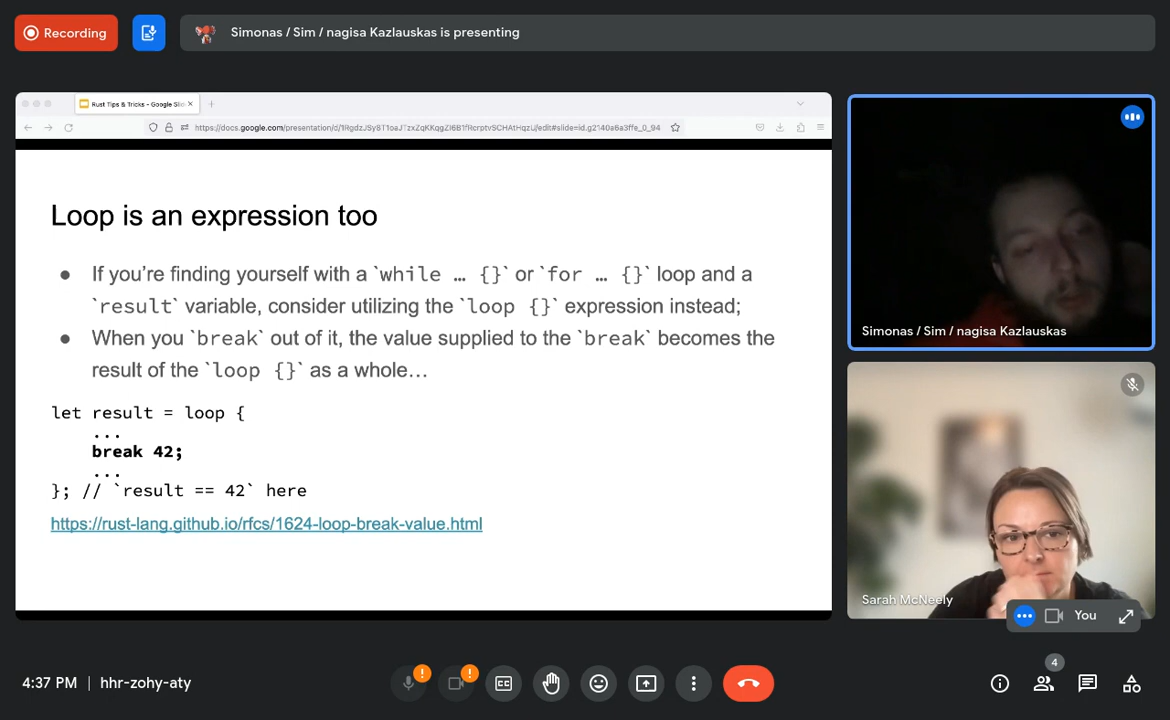 Recording
Simonas / Sim / nagisa Kazlauskas is presenting
Rust Tips & Tricks - Google Slid
Loop is an expression too
● If you’re finding yourself with a `while … {}` or `for … {}` loop and a
`result` variable, consider utilizing the `loop {}` expression instead;
● When you `break` out of it, the value supplied to the `break` becomes the
result of the `loop {}` as a whole…
let result = loop {
...
break 42;
...
}; // `result == 42` here
https://rust-lang.github.io/rfcs/1624-loop-break-value.html
Simonas / Sim / nagisa Kazlauskas
Sarah McNeely
You
4:37 PM | hhr-zohy-aty
CC
4